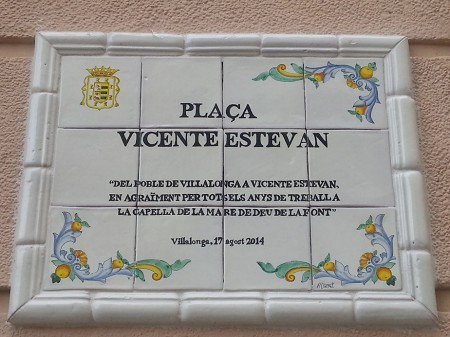 PLAÇA
VICENTE ESTEVAN
"DEL POBLE DE VILLALONGA A VICENTE ESTEVAN,
EN AGRAÏMENT PER TOTS ELS ANYS DE TREBALL A
LA CAPELLA DE LA MARE DE DEU DE LA FONT"
Villalonga, 17 agost 2014